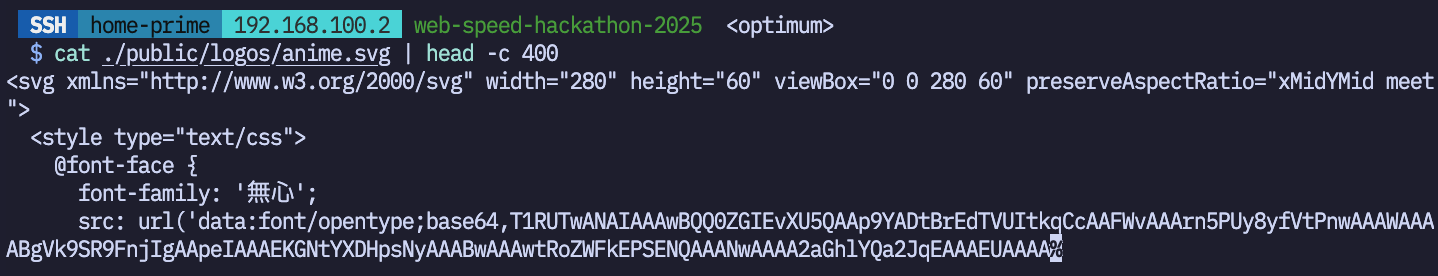 SSH home-prime 192.168.100.2 web-speed-hackathon-2025 <optimum>
$ cat ./public/logos/anime.svg | head -c 400
<svg xmlns="http://www.w3.org/2000/svg" width="280" height="60" viewBox="0 0 280 60" preserveAspectRatio="xMidYMid meet
">
  <style type="text/css">
    @font-face {
      font-family: '無心';
      src: url('data:font/opentype;base64,T1RUTwANAIAAAwBQQ0ZGIEvXU5QAAp9YADtBrEdTVUItkqCcAAFWvAAArn5PUy8yfVtPnwAAAWAAA
ABgVk9SR9FnjIgAApeIAAAEKGNtYXDHpsNyAAABwAAAwtRoZWFkEPSENQAAANwAAAA2aGhlYQa2JqEAAAEUAAAA%